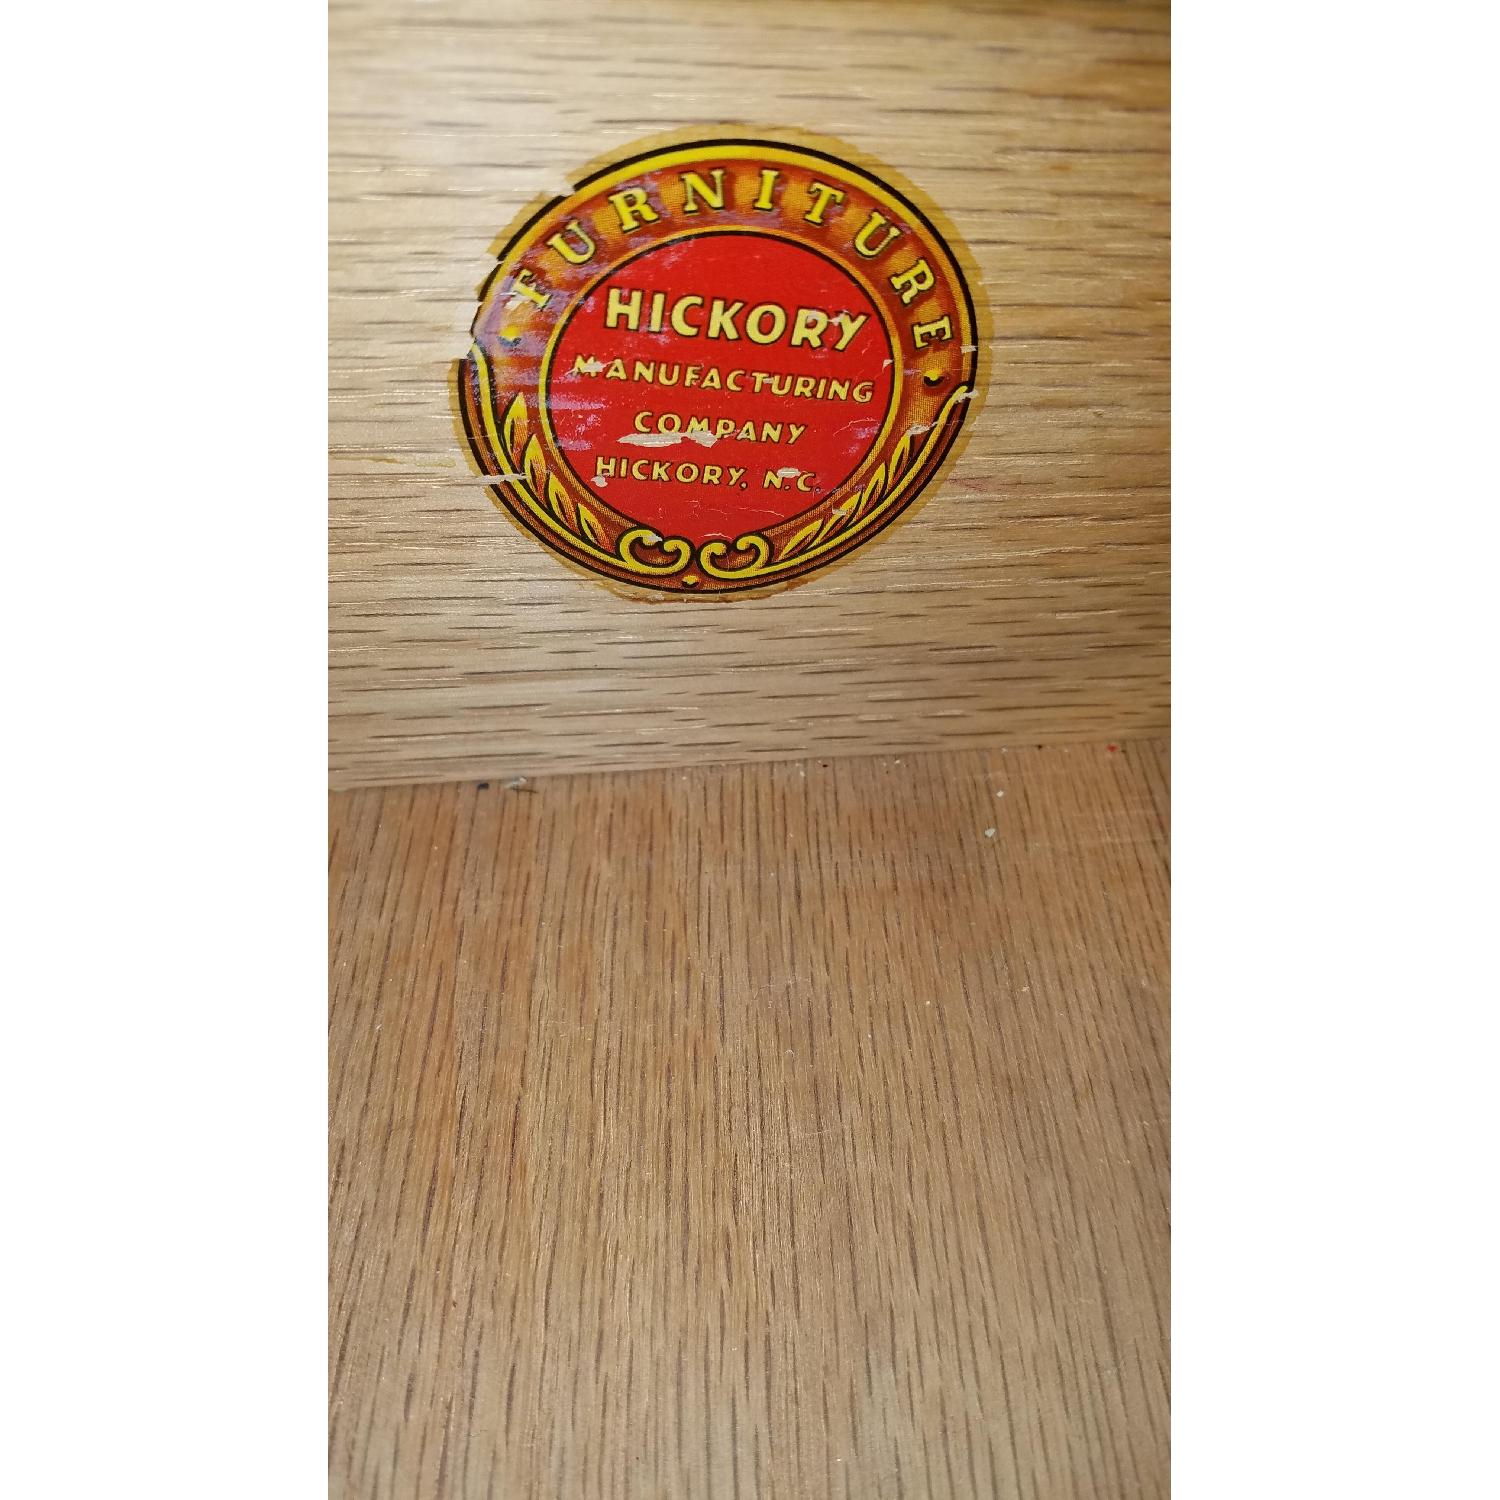 FURNITURE
HICKORY
MANUFACTURING
COMPANY
HICKORY, N.C.